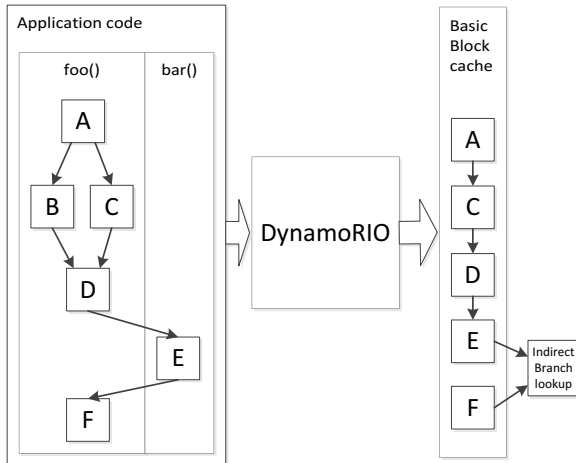 Application code
foo()
bar()
A
B
C
D
E
F
DynamoRIO
Basic
Block
cache
A
C
D
E
F
Indirect
Branch
lookup